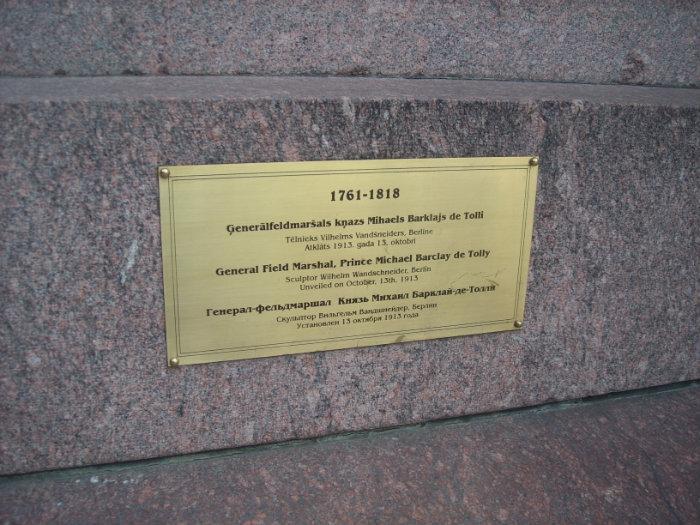 1761-1818
Ģenerālfeldmaršals kņazs Mihaels Barklajs de Tolli
Tēlnieks Vilhelms Vandšneiders, Berlīne
Atklāts 1913. gada 13. oktobrī
General Field Marshal, Prince Michael Barclay de Tolly
Sculptor Wilhelm Wandschneider, Berlin
Unveiled on October, 13th. 1913
Генерал-фельдмаршал Князь Михаил Барклай-де-Толли
Скульптор Вильгельм Вандшнейдер, Берлин
Установлен 13 октября 1913 года